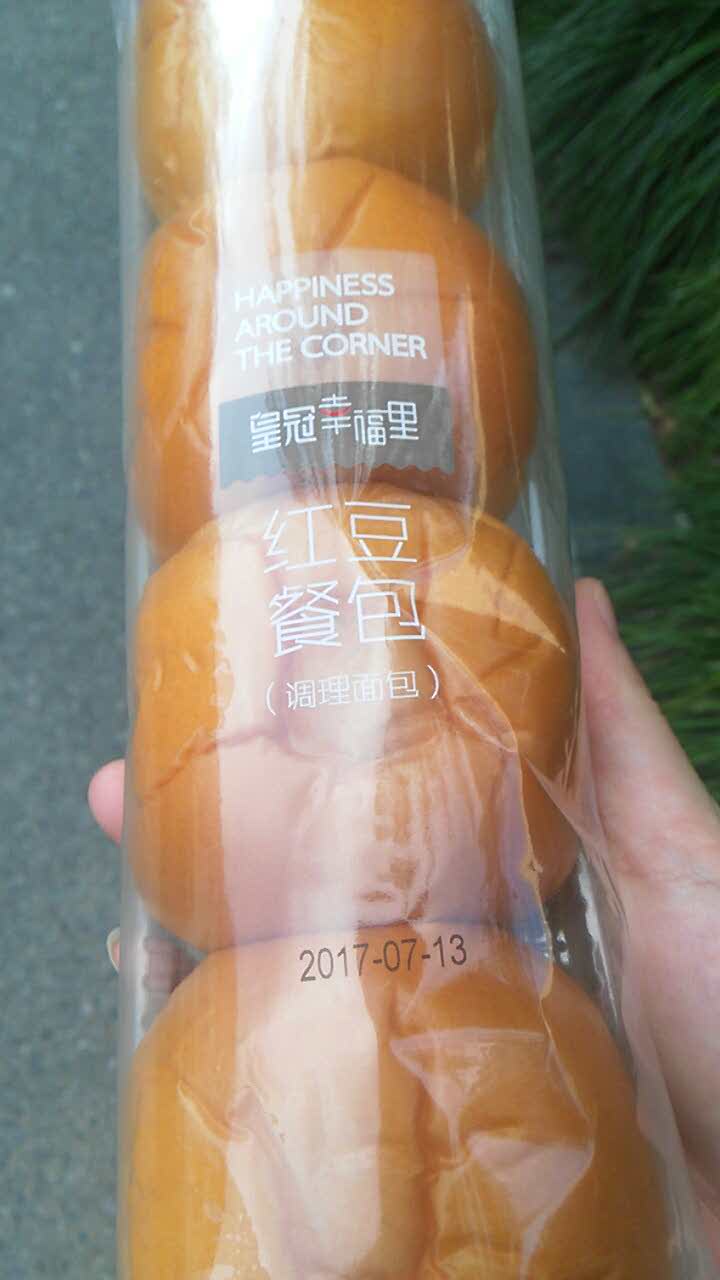 HAPPINESS
AROUND
THE CORNER
皇冠幸福里
红豆
餐包
(调理面包)
2017-07-13